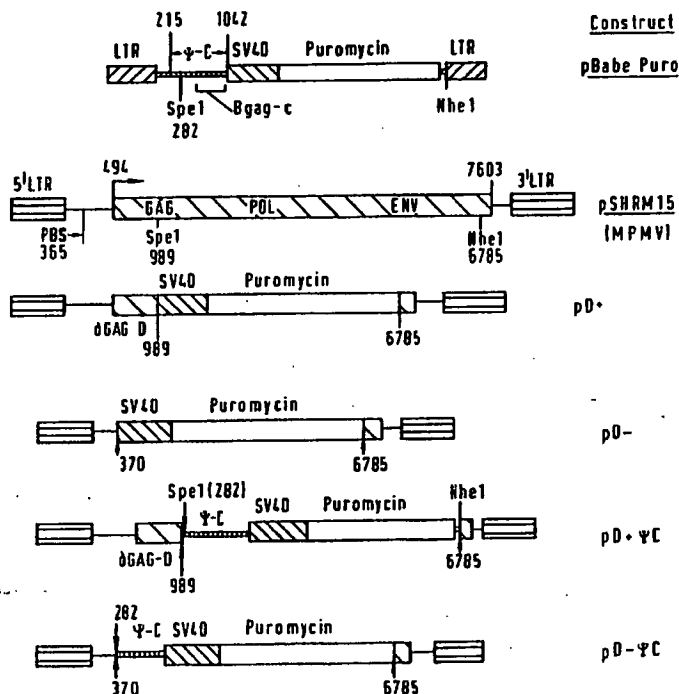 Construct
215 1042
LTR Ψ-C SV40 Puromycin LTR
pBabe Puro
Spe1 Bgag-c Nhe1
282
494 7603
5'LTR 3'LTR
GAG POL ENV
pSHRM15
PBS Spe1 Nhe1 (MPMV)
365 989 6785
SV40 Puromycin
pD+
∂GAG D 6785
989
SV40 Puromycin
pD-
370 6785
Spe1(282) Nhe1
Ψ-C SV40 Puromycin
pD+ΨC
∂GAG-D 6785
989
282
Ψ-C SV40 Puromycin
pD-ΨC
370 6785